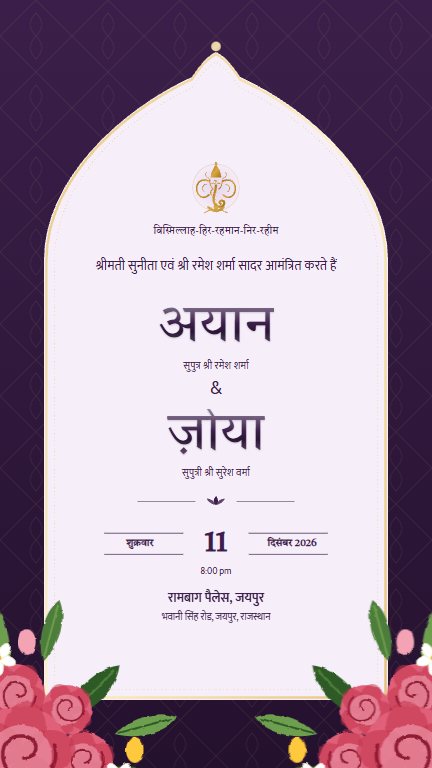 बिस्मिल्लाह-हिर-रहमान-निर-रहीम
श्रीमती सुनीता एवं श्री रमेश शर्मा सादर आमंत्रित करते हैं
अयान
सुपुत्र श्री रमेश शर्मा
&
ज़ोया
सुपुत्री श्री सुरेश वर्मा
शुक्रवार 11 दिसंबर 2026
8:00 pm
रामबाग पैलेस, जयपुर
भवानी सिंह रोड, जयपुर, राजस्थान